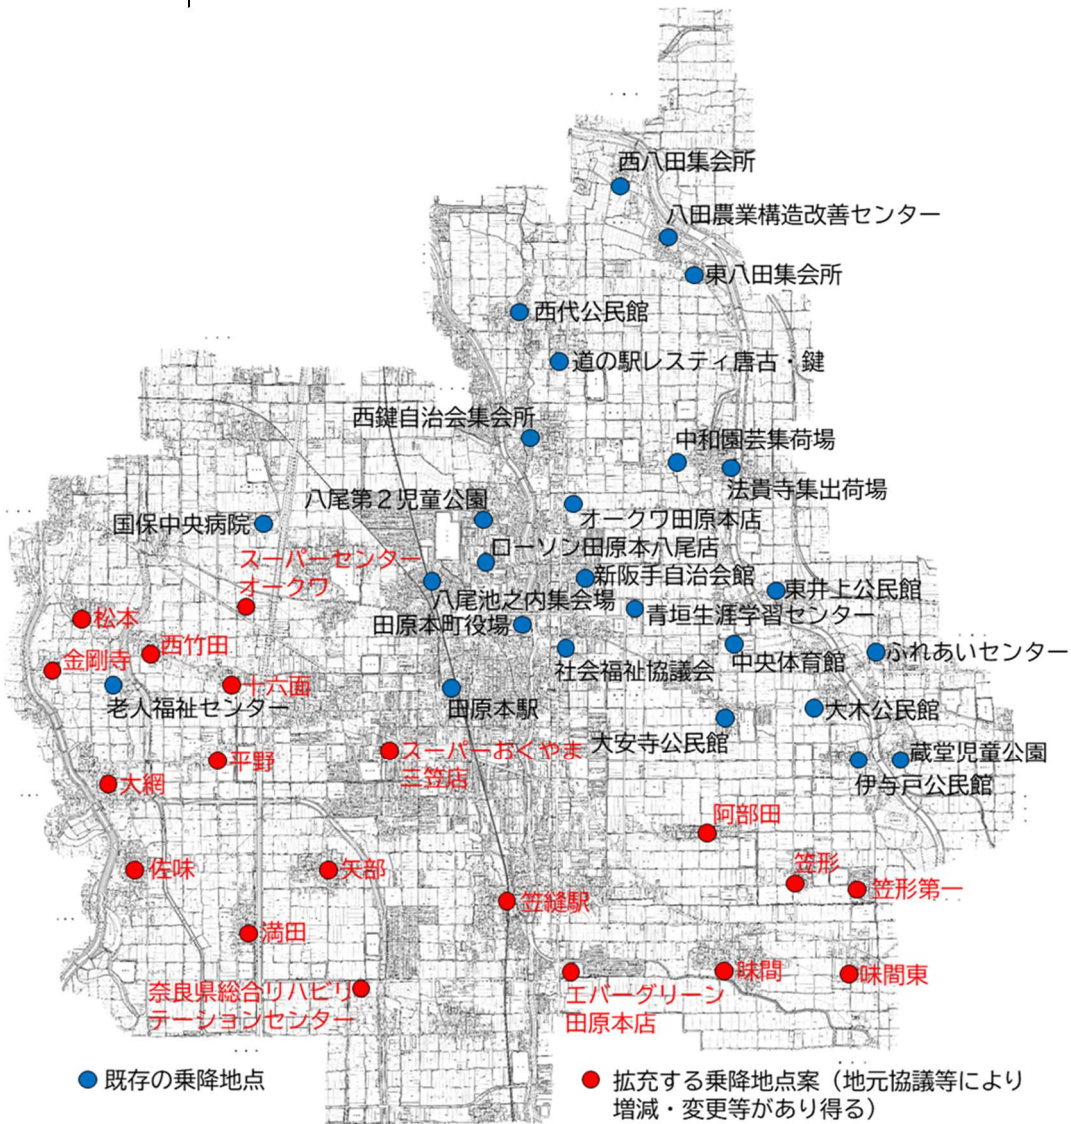 西八田集会所
八田農業構造改善センター
東八田集会所
西代公民館
道の駅レスティ唐古・鍵
西鍵自治会集会所
中和園芸集荷場
法貴寺集出荷場
八尾第2児童公園
オークワ田原本店
国保中央病院
ローソン田原本八尾店
スーパーセンター
オークワ
新阪手自治会館
東井上公民館
八尾池之内集会場
青垣生涯学習センター
松本
田原本町役場
西竹田
金剛寺
社会福祉協議会
中央体育館
ふれあいセンター
十六面
老人福祉センター
田原本駅
大木公民館
大安寺公民館
スーパーおくやま
三笠店
平野
蔵堂児童公園
伊与戸公民館
大網
阿部田
佐味
矢部
笠形
笠形第一
笠縫駅
満田
味間
味間東
奈良県総合リハビリ
テーションセンター
エバーグリーン
田原本店
既存の乗降地点
拡充する乗降地点案（地元協議等により
増減・変更等があり得る）